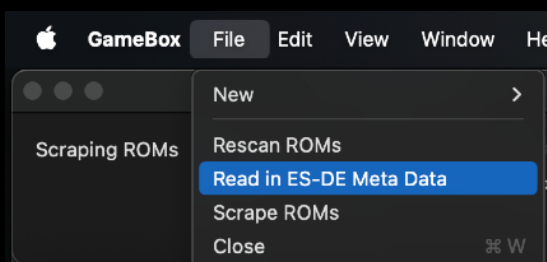 GameBox File Edit View Window
New
Scraping ROMs
Rescan ROMs
Read in ES-DE Meta Data
Scrape ROMs
Close ⌘ W